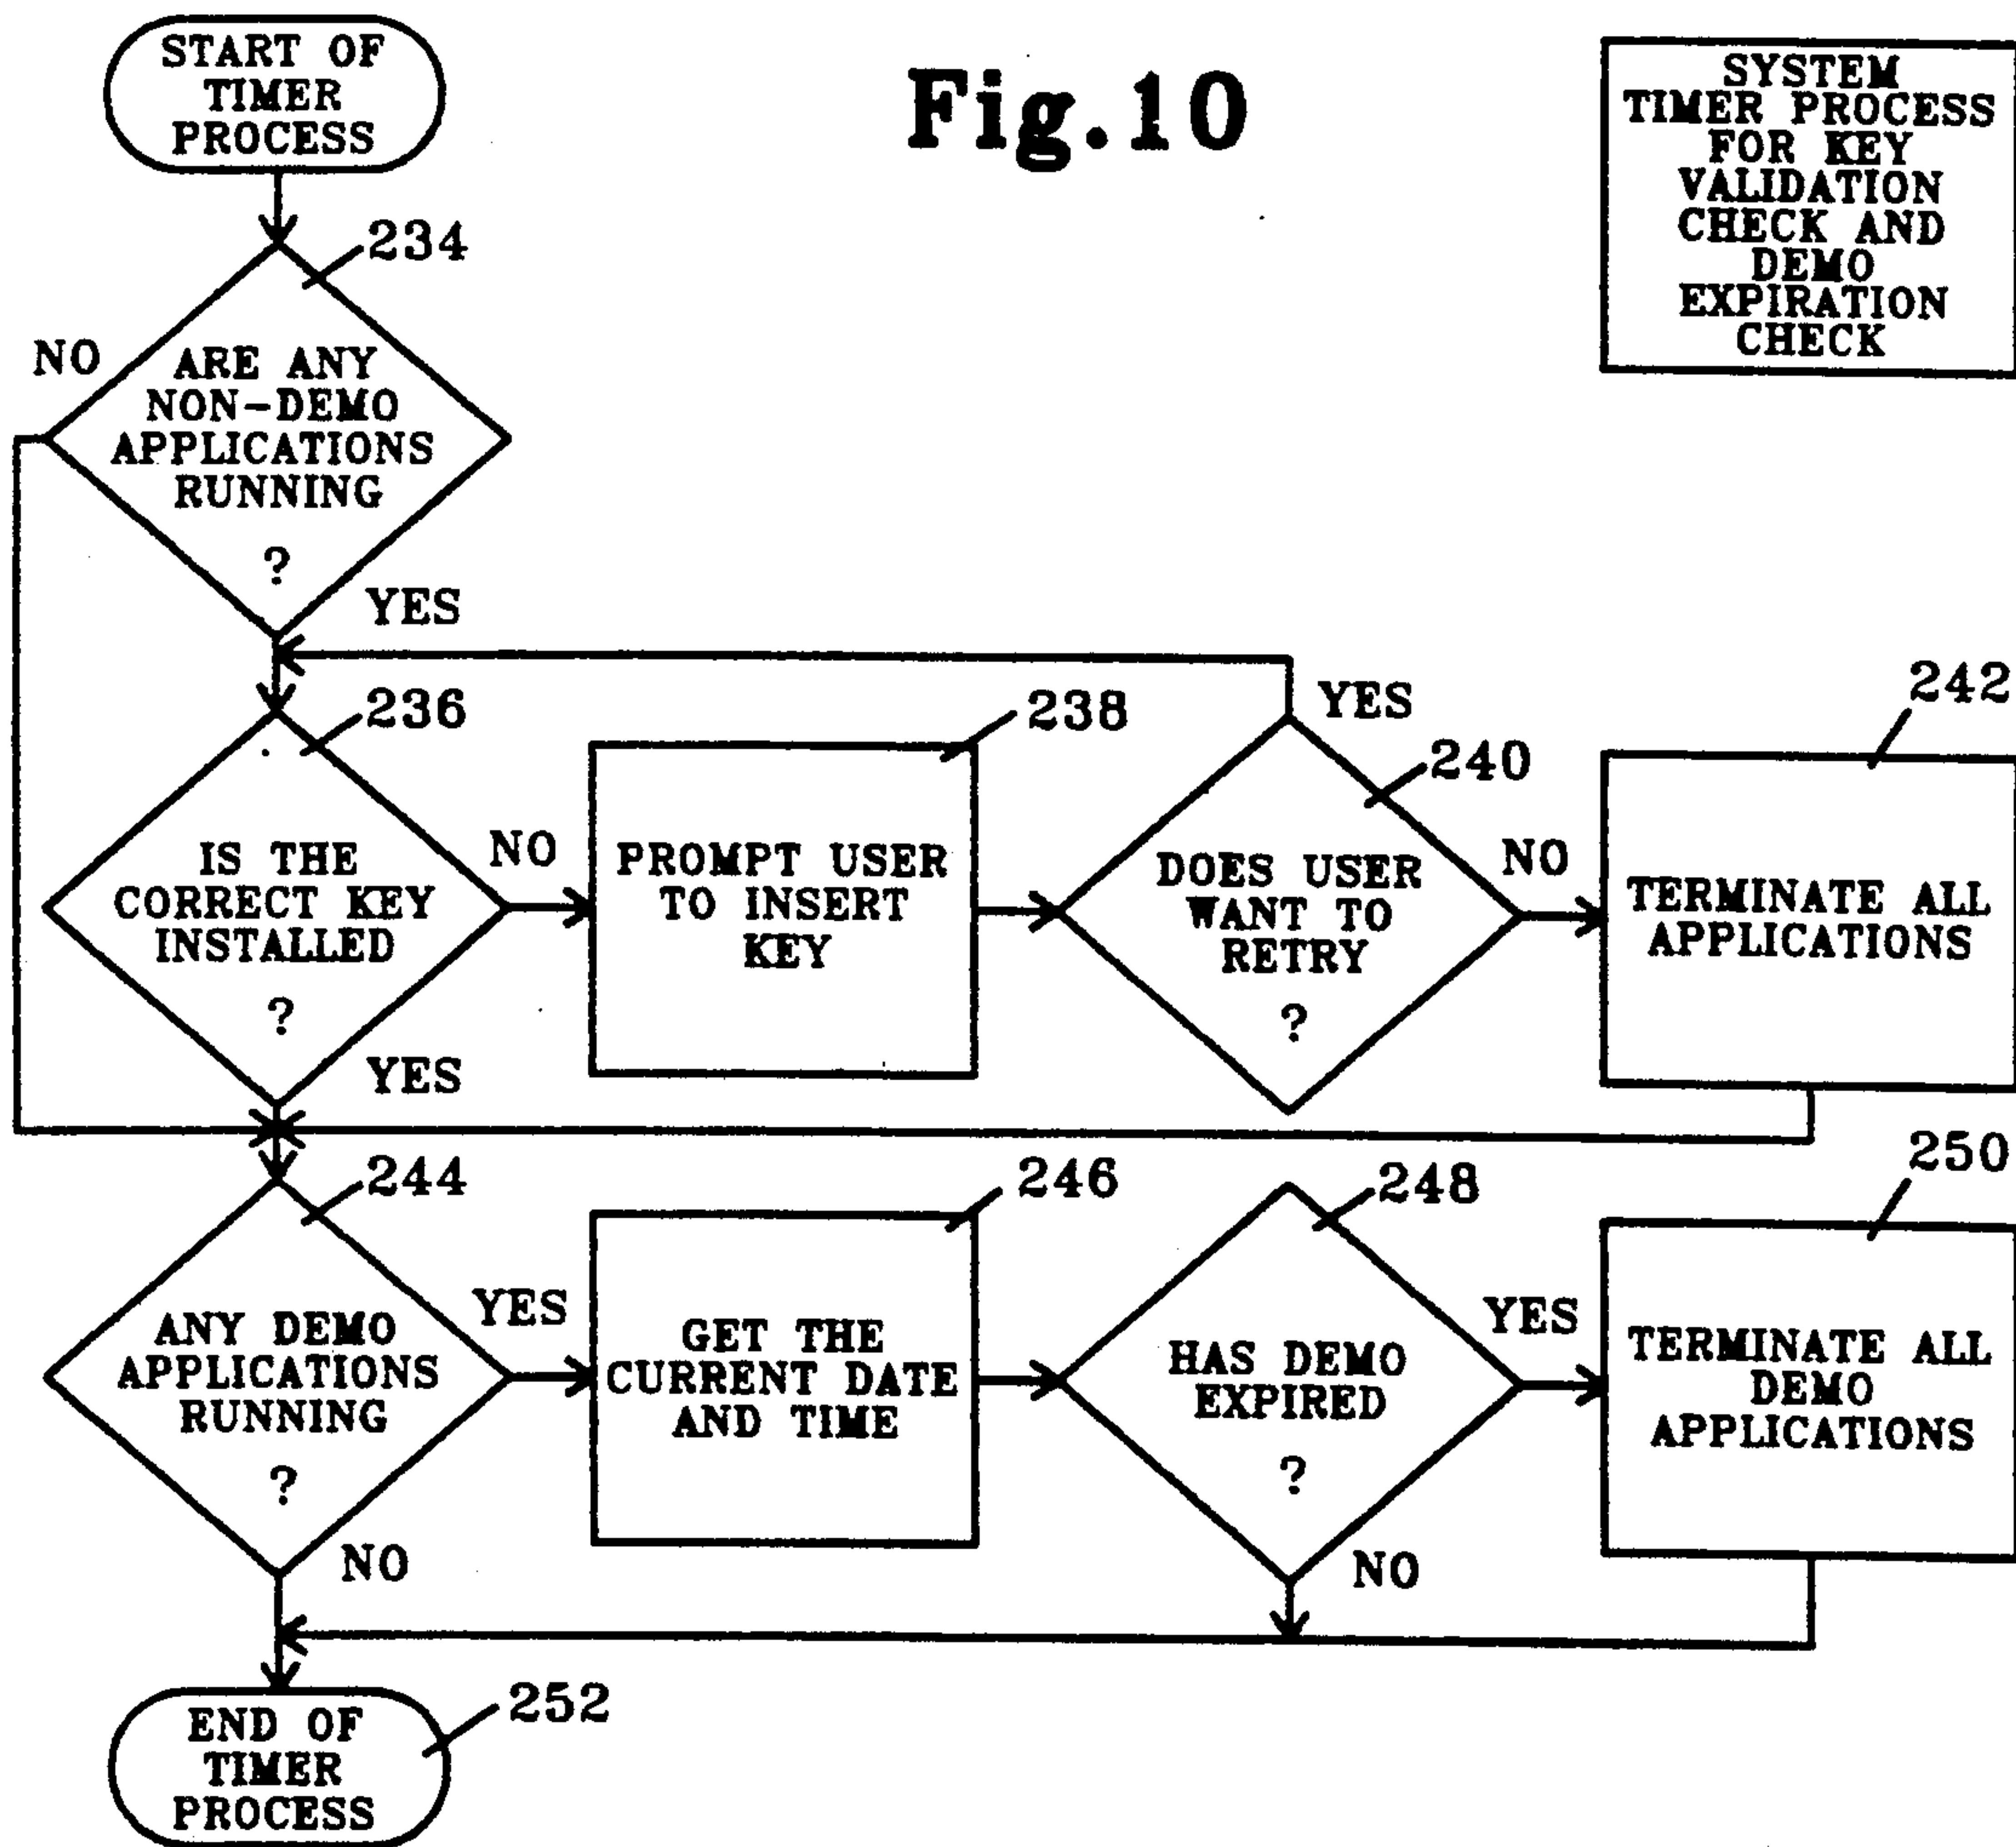 START OF
TIMER
PROCESS
Fig.10
SYSTEM
TIMER PROCESS
FOR KEY
VALIDATION
CHECK AND
DEMO
EXPIRATION
CHECK
234
NO
ARE ANY
NON-DEMO
APPLICATIONS
RUNNING
?
YES
236
IS THE
CORRECT KEY
INSTALLED
?
NO
YES
238
PROMPT USER
TO INSERT
KEY
YES
240
DOES USER
WANT TO
RETRY
?
NO
242
TERMINATE ALL
APPLICATIONS
244
ANY DEMO
APPLICATIONS
RUNNING
?
YES
NO
246
GET THE
CURRENT DATE
AND TIME
248
HAS DEMO
EXPIRED
?
YES
NO
250
TERMINATE ALL
DEMO
APPLICATIONS
END OF
TIMER
PROCESS
252